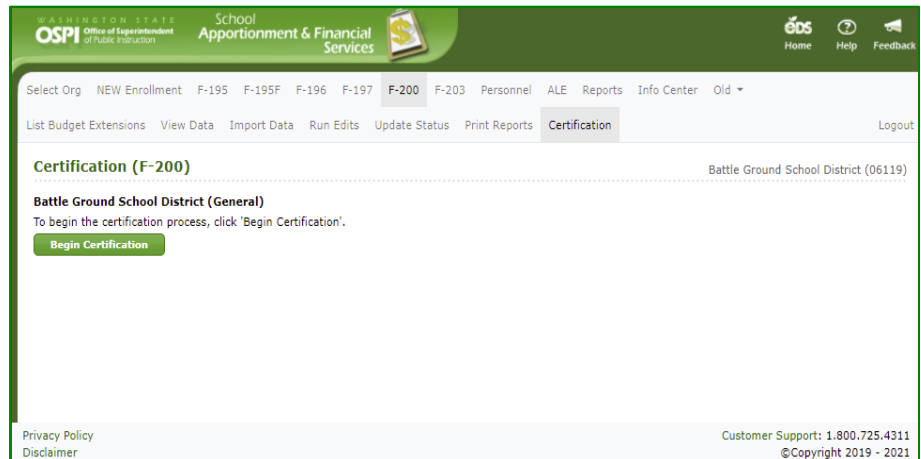 WASHINGTON STATE
OSPI Office of Superintendent
of Public Instruction
School
Apportionment & Financial
Services
eds
Home Help Feedback
Select Org NEW Enrollment F-195 F-195F F-196 F-197 F-200 F-203 Personnel ALE Reports Info Center Old
List Budget Extensions View Data Import Data Run Edits Update Status Print Reports Certification Logout
Certification (F-200) Battle Ground School District (06119)
Battle Ground School District (General)
To begin the certification process, click 'Begin Certification'.
Begin Certification
Privacy Policy Customer Support: 1.800.725.4311
Disclaimer ©Copyright 2019 - 2021